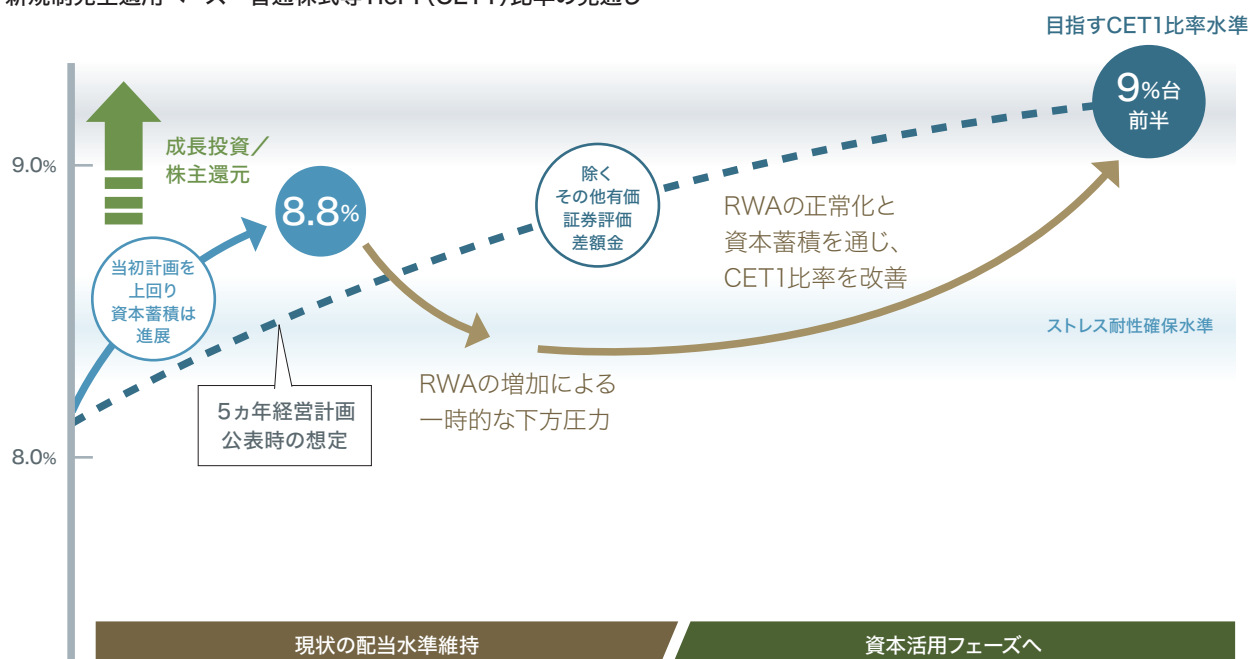 目指すCET1比率水準
9%台
前半
9.0%
成長投資／
株主還元
8.8%
除く
その他有価
証券評価
差額金
RWAの正常化と
資本蓄積を通じ、
CET1比率を改善
当初計画を
上回り
資本蓄積は
進展
ストレス耐性確保水準
RWAの増加による
一時的な下方圧力
5ヵ年経営計画
公表時の想定
8.0%
現状の配当水準維持
資本活用フェーズへ